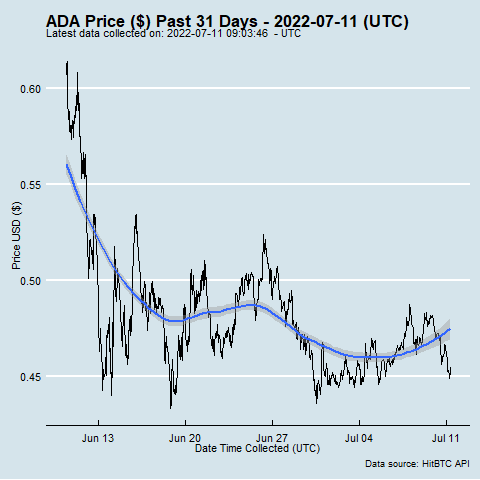 ADA Price ($) Past 31 Days - 2022-07-11 (UTC)
Latest data collected on: 2022-07-11 09:03:46 - UTC
Price USD ($)
0.60
0.55
0.50
0.45
Jun 13
Jun 20
Jun 27
Jul 04
Jul 11
Date Time Collected (UTC)
Data source: HitBTC API